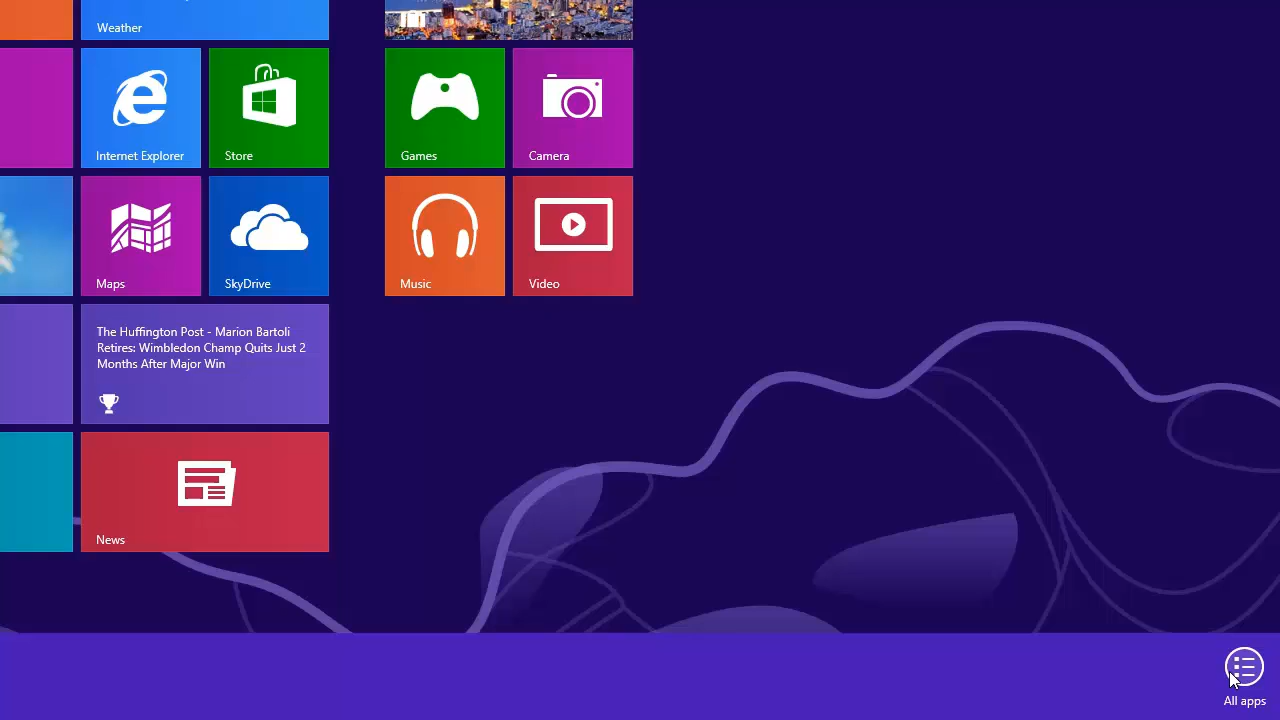 Weather
Internet Explorer
Store
Games
Camera
Maps
SkyDrive
Music
Video
The Huffington Post - Marion Bartoli
Retires: Wimbledon Champ Quits Just 2
Months After Major Win
News
All apps